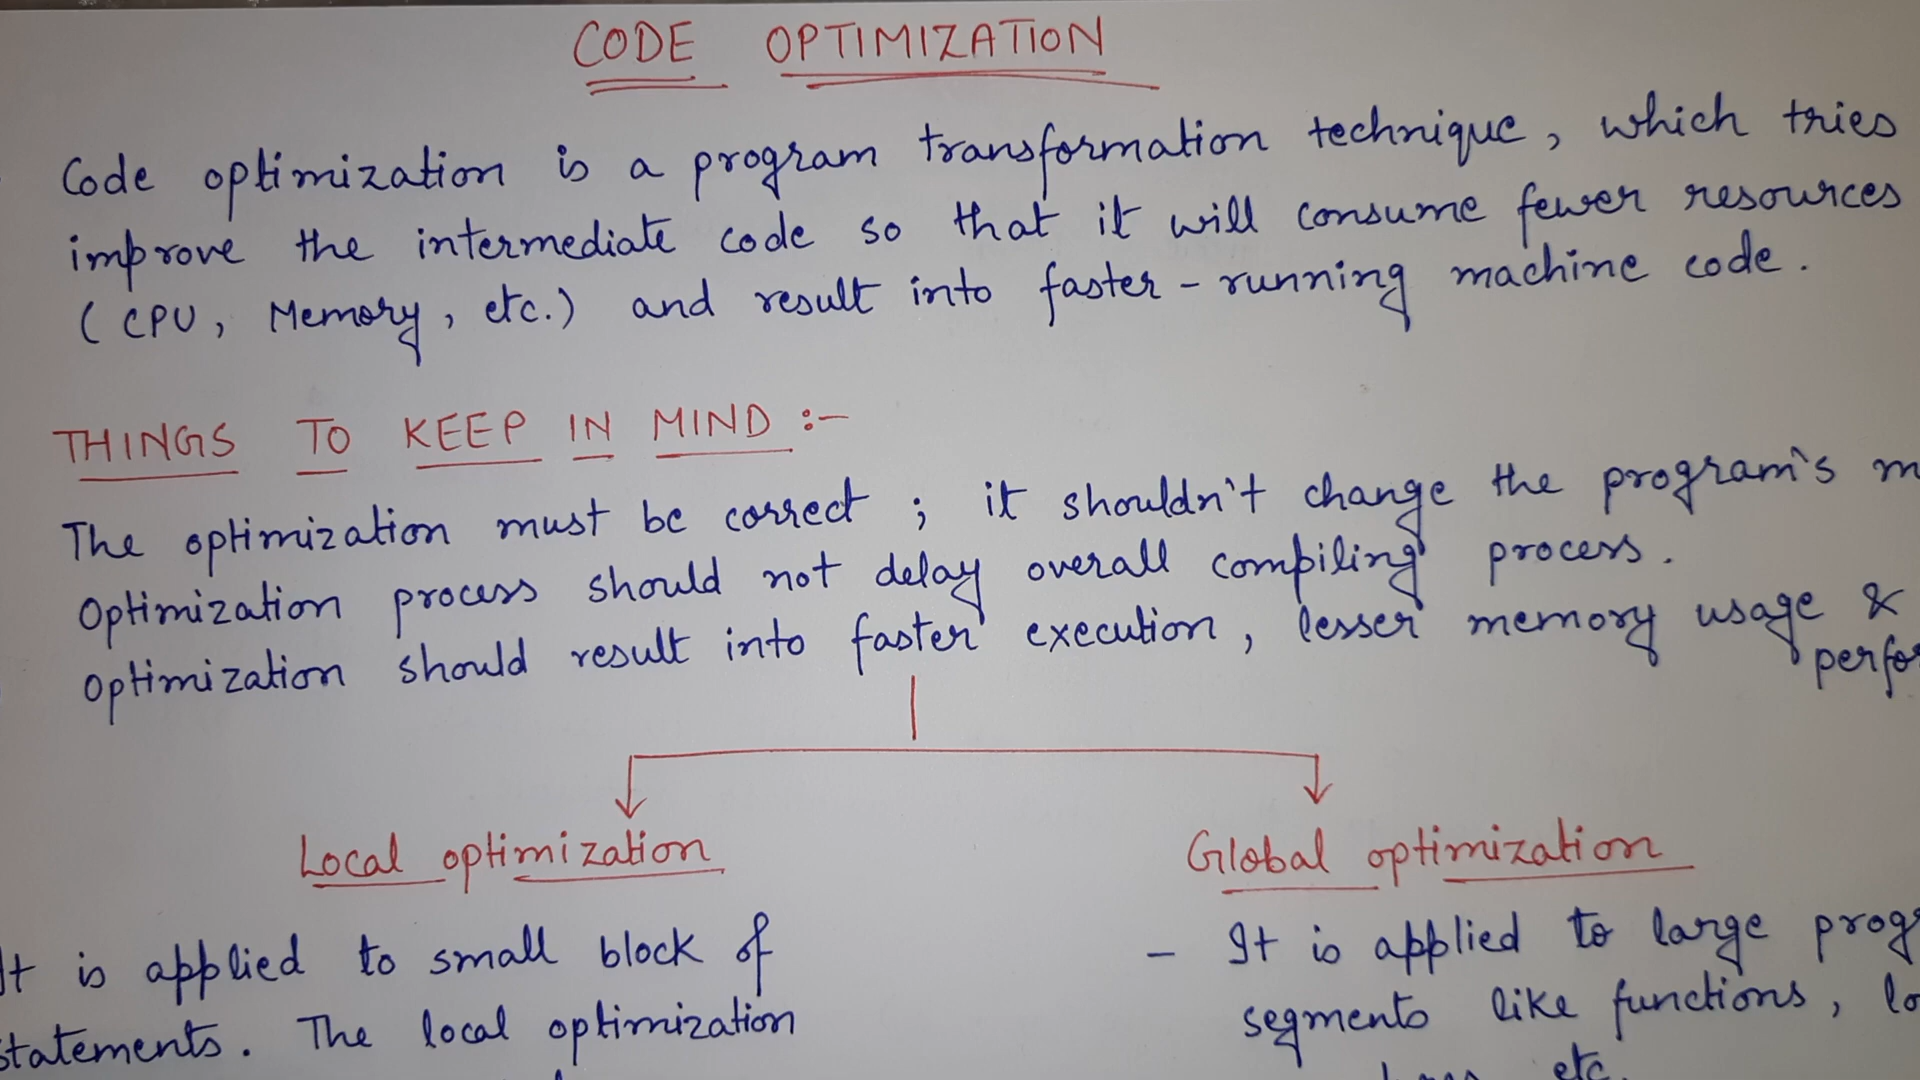 CODE OPTIMIZATION
Code optimization is a program transformation technique, which tries
improve the intermediate code so that it will consume fewer resources
(CPU, Memory, etc.) and result into faster-running machine code.
THINGS TO KEEP IN MIND :-
The optimization must be correct ; it shouldn't change the program's
Optimization process should not delay overall compiling process.
Optimization should result into faster execution, lesser memory usage &
Local optimization
Global optimization
It is applied to small block of
statements. The local optimization
- It is applied to large
segments like functions,
etc.